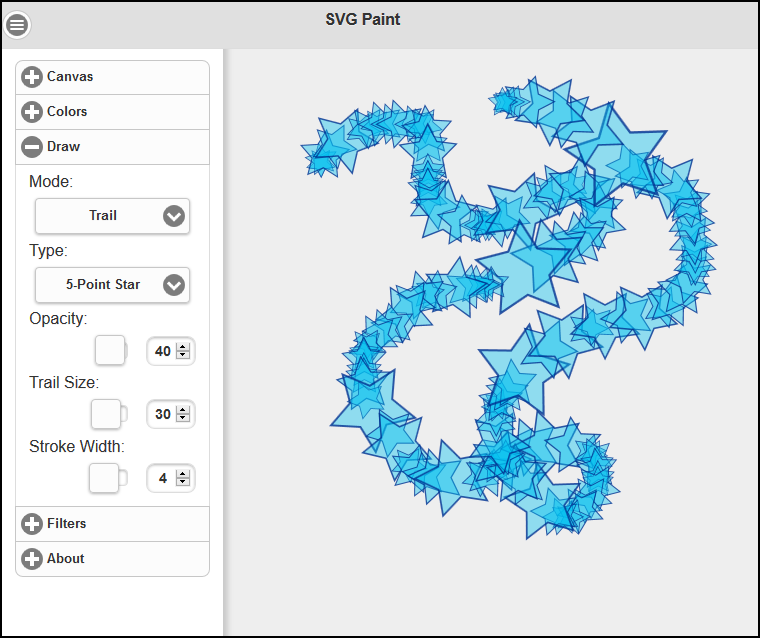 SVG Paint
Canvas
Colors
Draw
Mode:
Trail
Type:
5-Point Star
Opacity:
40
Trail Size:
30
Stroke Width:
4
Filters
About